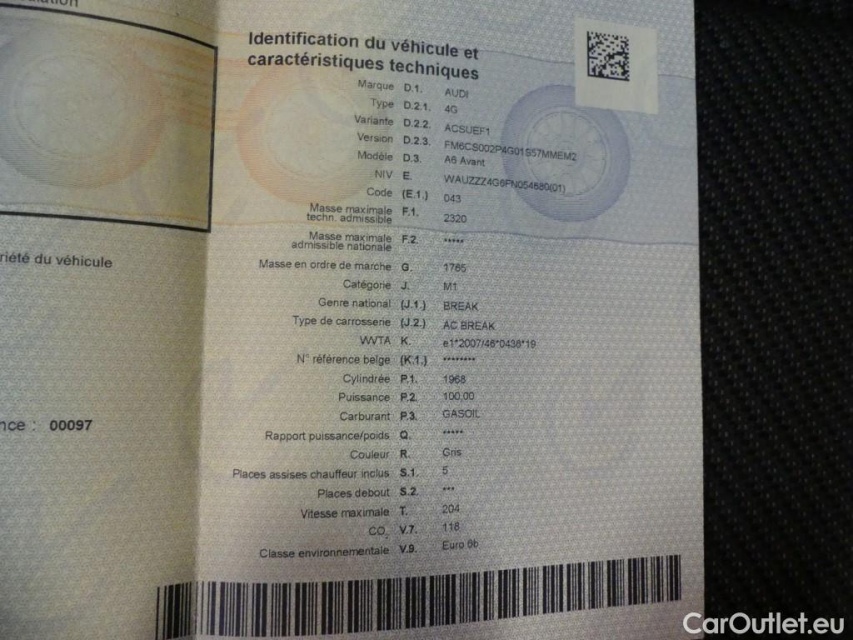 Identification du véhicule et
caractéristiques techniques
Marque D.1. AUDI
Type D.2.1. 4G
Variante D.2.2. ACSUEF1
Version D.2.3. FM6CS002P4G01S57MMEM2
Modèle D.3. A6 Avant
NIV E. WAUZZZ4G6FN054680(01)
Code (E.1.) 043
Masse maximale
techn. admissible F.1. 2320
Masse maximale
admissible nationale F.2. *****
Masse en ordre de marche G. 1765
Catégorie J. M1
Genre national (J.1.) BREAK
Type de carrosserie (J.2.) AC BREAK
WVTA K. e1*2007/46*0436*19
N° référence belge (K.1.) ********
Cylindrée P.1. 1968
Puissance P.2. 100,00
Carburant P.3. GASOIL
Rapport puissance/poids Q. *****
Couleur R. Gris
Places assises chauffeur inclus S.1. 5
Places debout S.2. ***
Vitesse maximale T. 204
CO₂ V.7. 118
Classe environnementale V.9. Euro 6b
riété du véhicule
nce : 00097
CarOutlet.eu